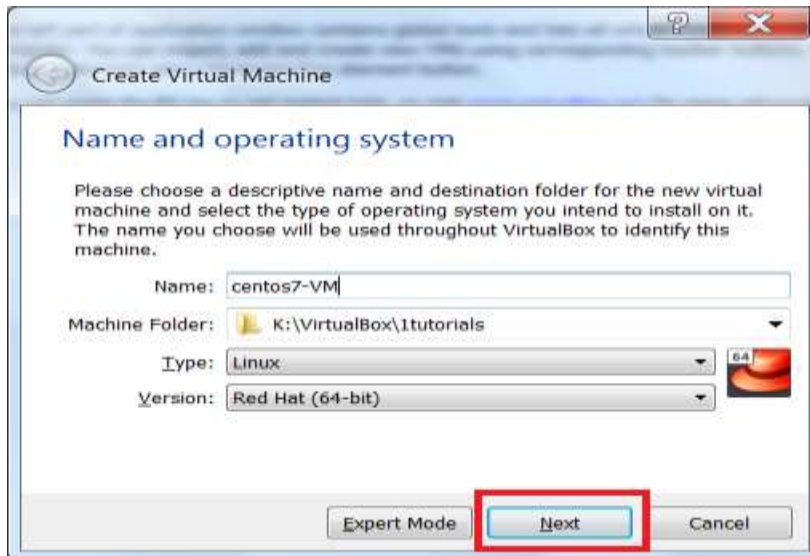 Create Virtual Machine
Name and operating system
Please choose a descriptive name and destination folder for the new virtual
machine and select the type of operating system you intend to install on it.
The name you choose will be used throughout VirtualBox to identify this
machine.
Name: centos7-VM
Machine Folder: K:\VirtualBox\1tutorials
Type: Linux
64
Version: Red Hat (64-bit)
Expert Mode Next Cancel